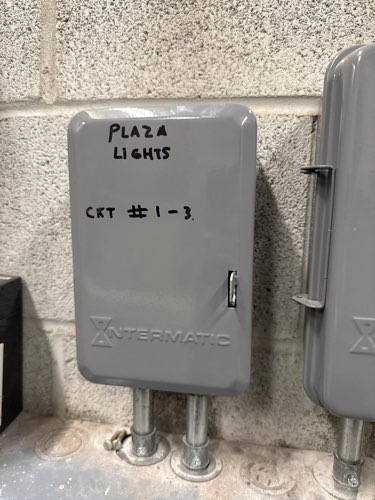 PLAZA
LIGHTS
CKT # 1-3.
INTERMATIC